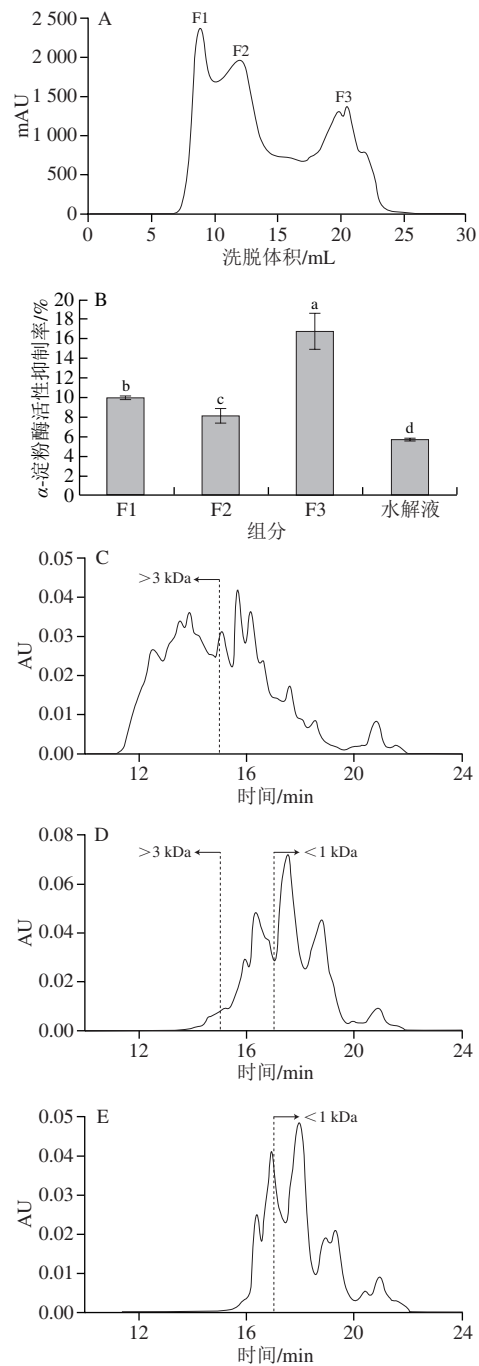 A
F1
F2
F3
2 500
2 000
1 500
1 000
500
0
mAU
0 5 10 15 20 25 30
洗脱体积/mL
B
α-淀粉酶活性抑制率/%
20
18
16
14
12
10
8
6
4
2
0
b
c
a
d
F1 F2 F3 水解液
组分
C
>3 kDa
0.05
0.04
0.03
0.02
0.01
0.00
AU
12 16 20 24
时间/min
D
>3 kDa
<1 kDa
0.08
0.06
0.04
0.02
0.00
AU
12 16 20 24
时间/min
E
<1 kDa
0.05
0.04
0.03
0.02
0.01
0.00
AU
12 16 20 24
时间/min